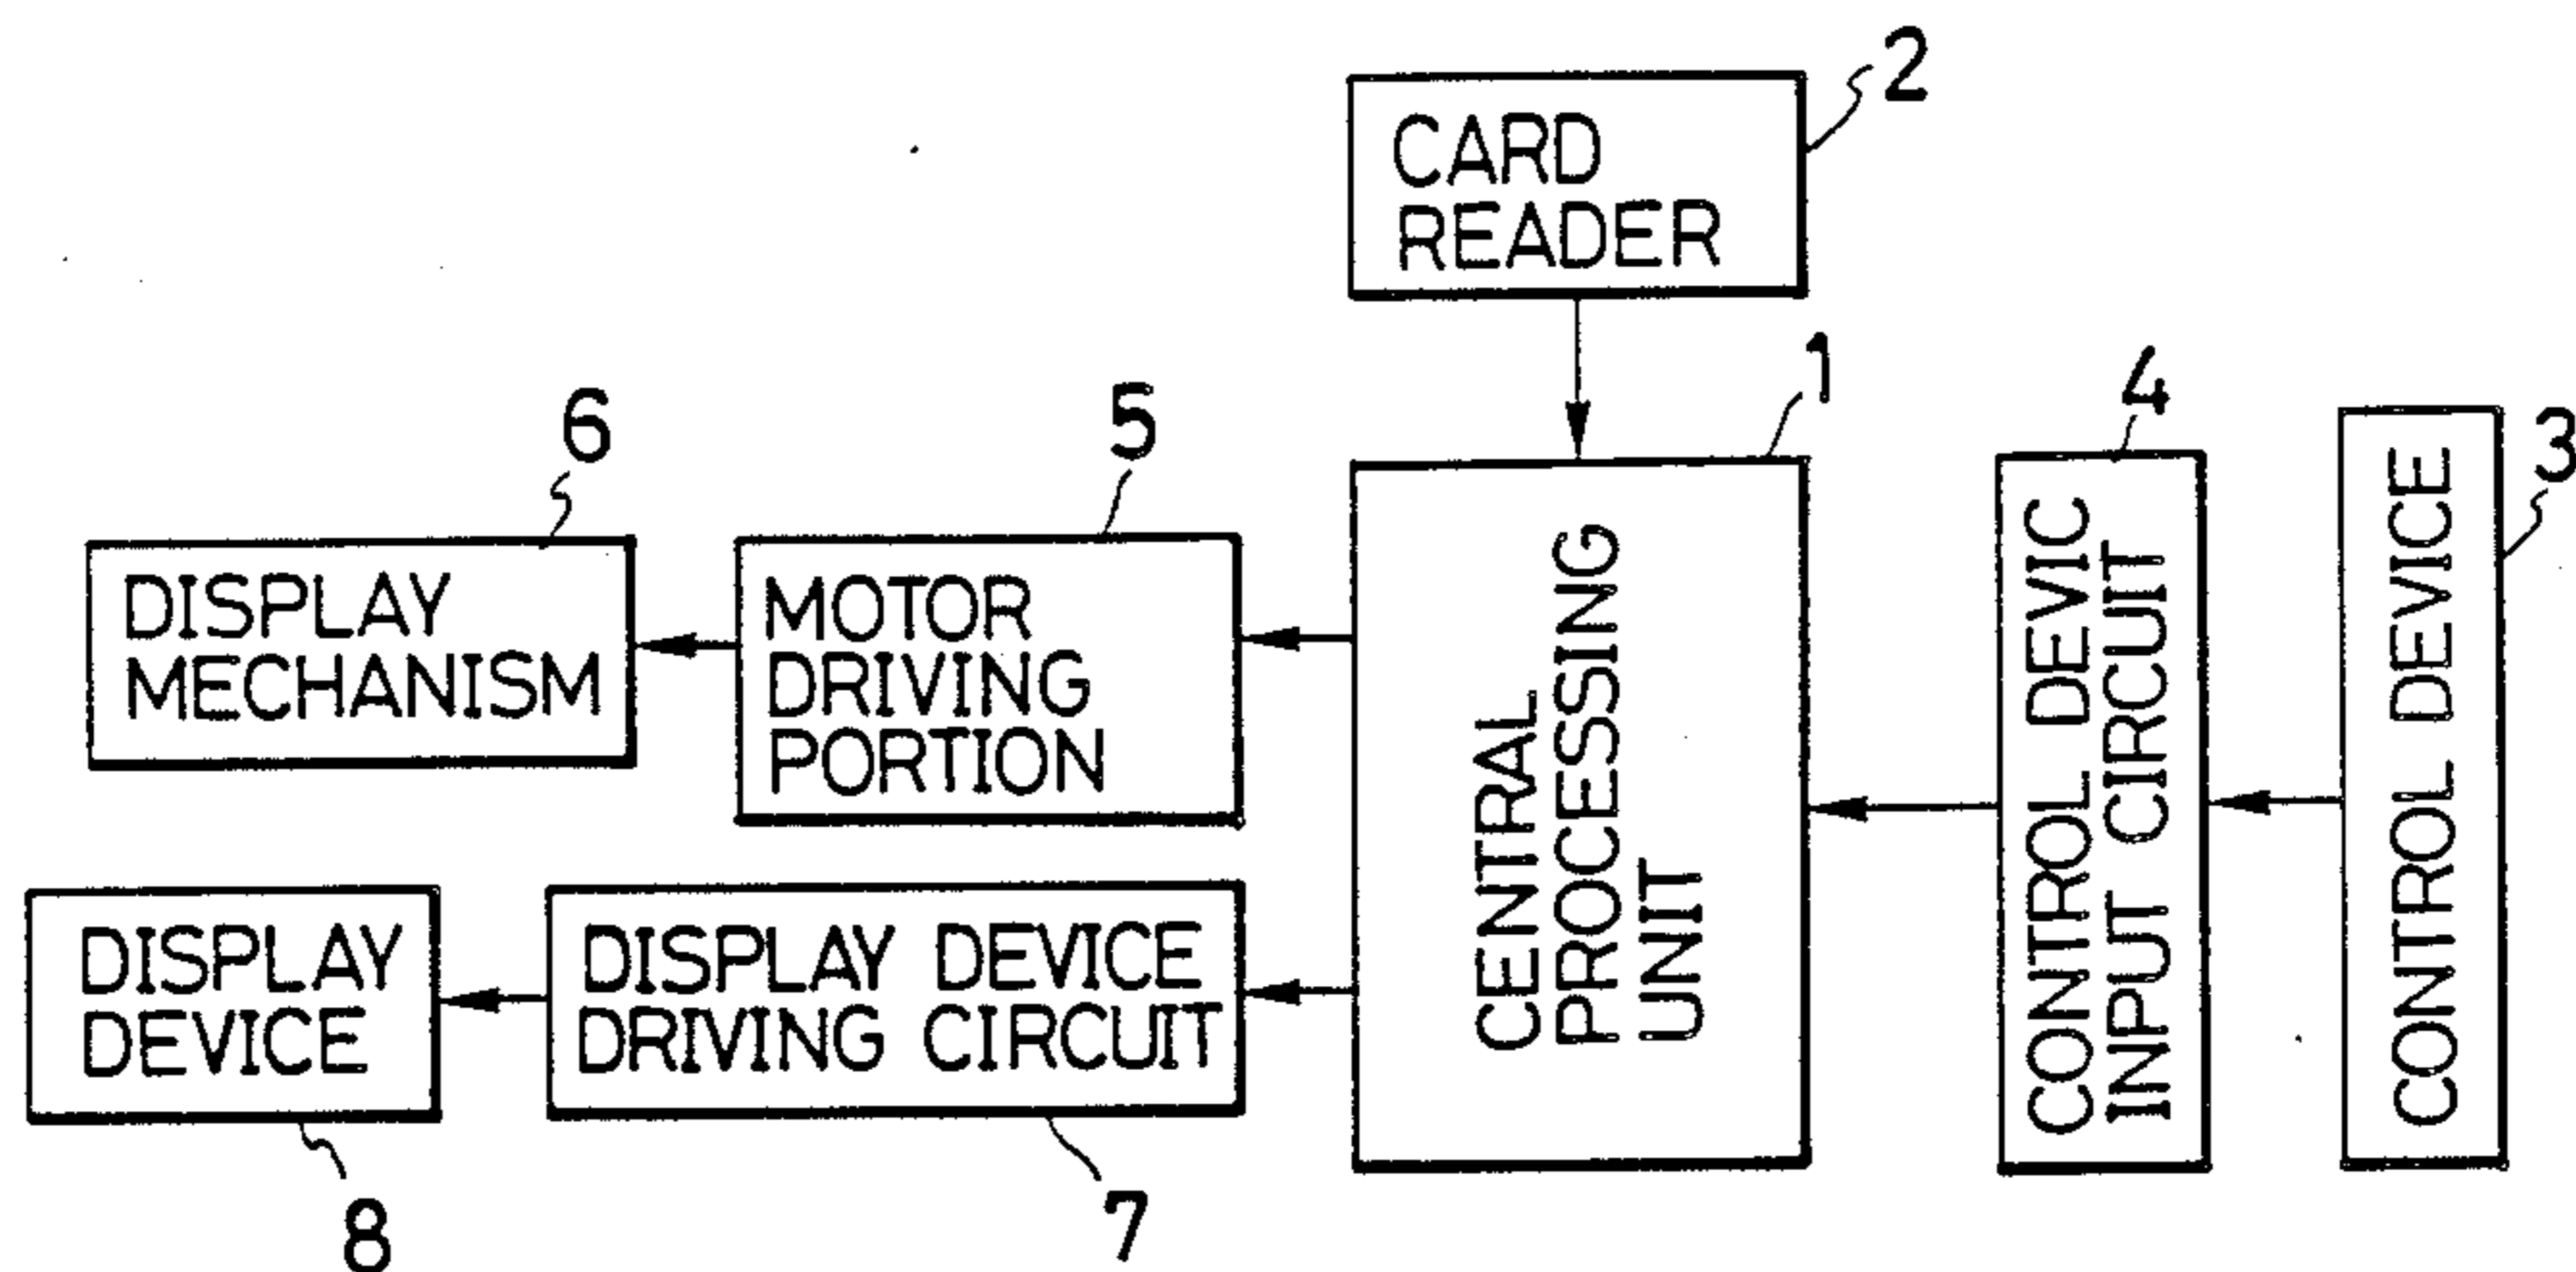 2
CARD
READER
1
4
3
6
5
DISPLAY
MECHANISM
MOTOR
DRIVING
PORTION
CENTRAL
PROCESSING
UNIT
CONTROL DEVIC
INPUT CIRCUIT
CONTROL DEVICE
DISPLAY
DEVICE
DISPLAY DEVICE
DRIVING CIRCUIT
8
7